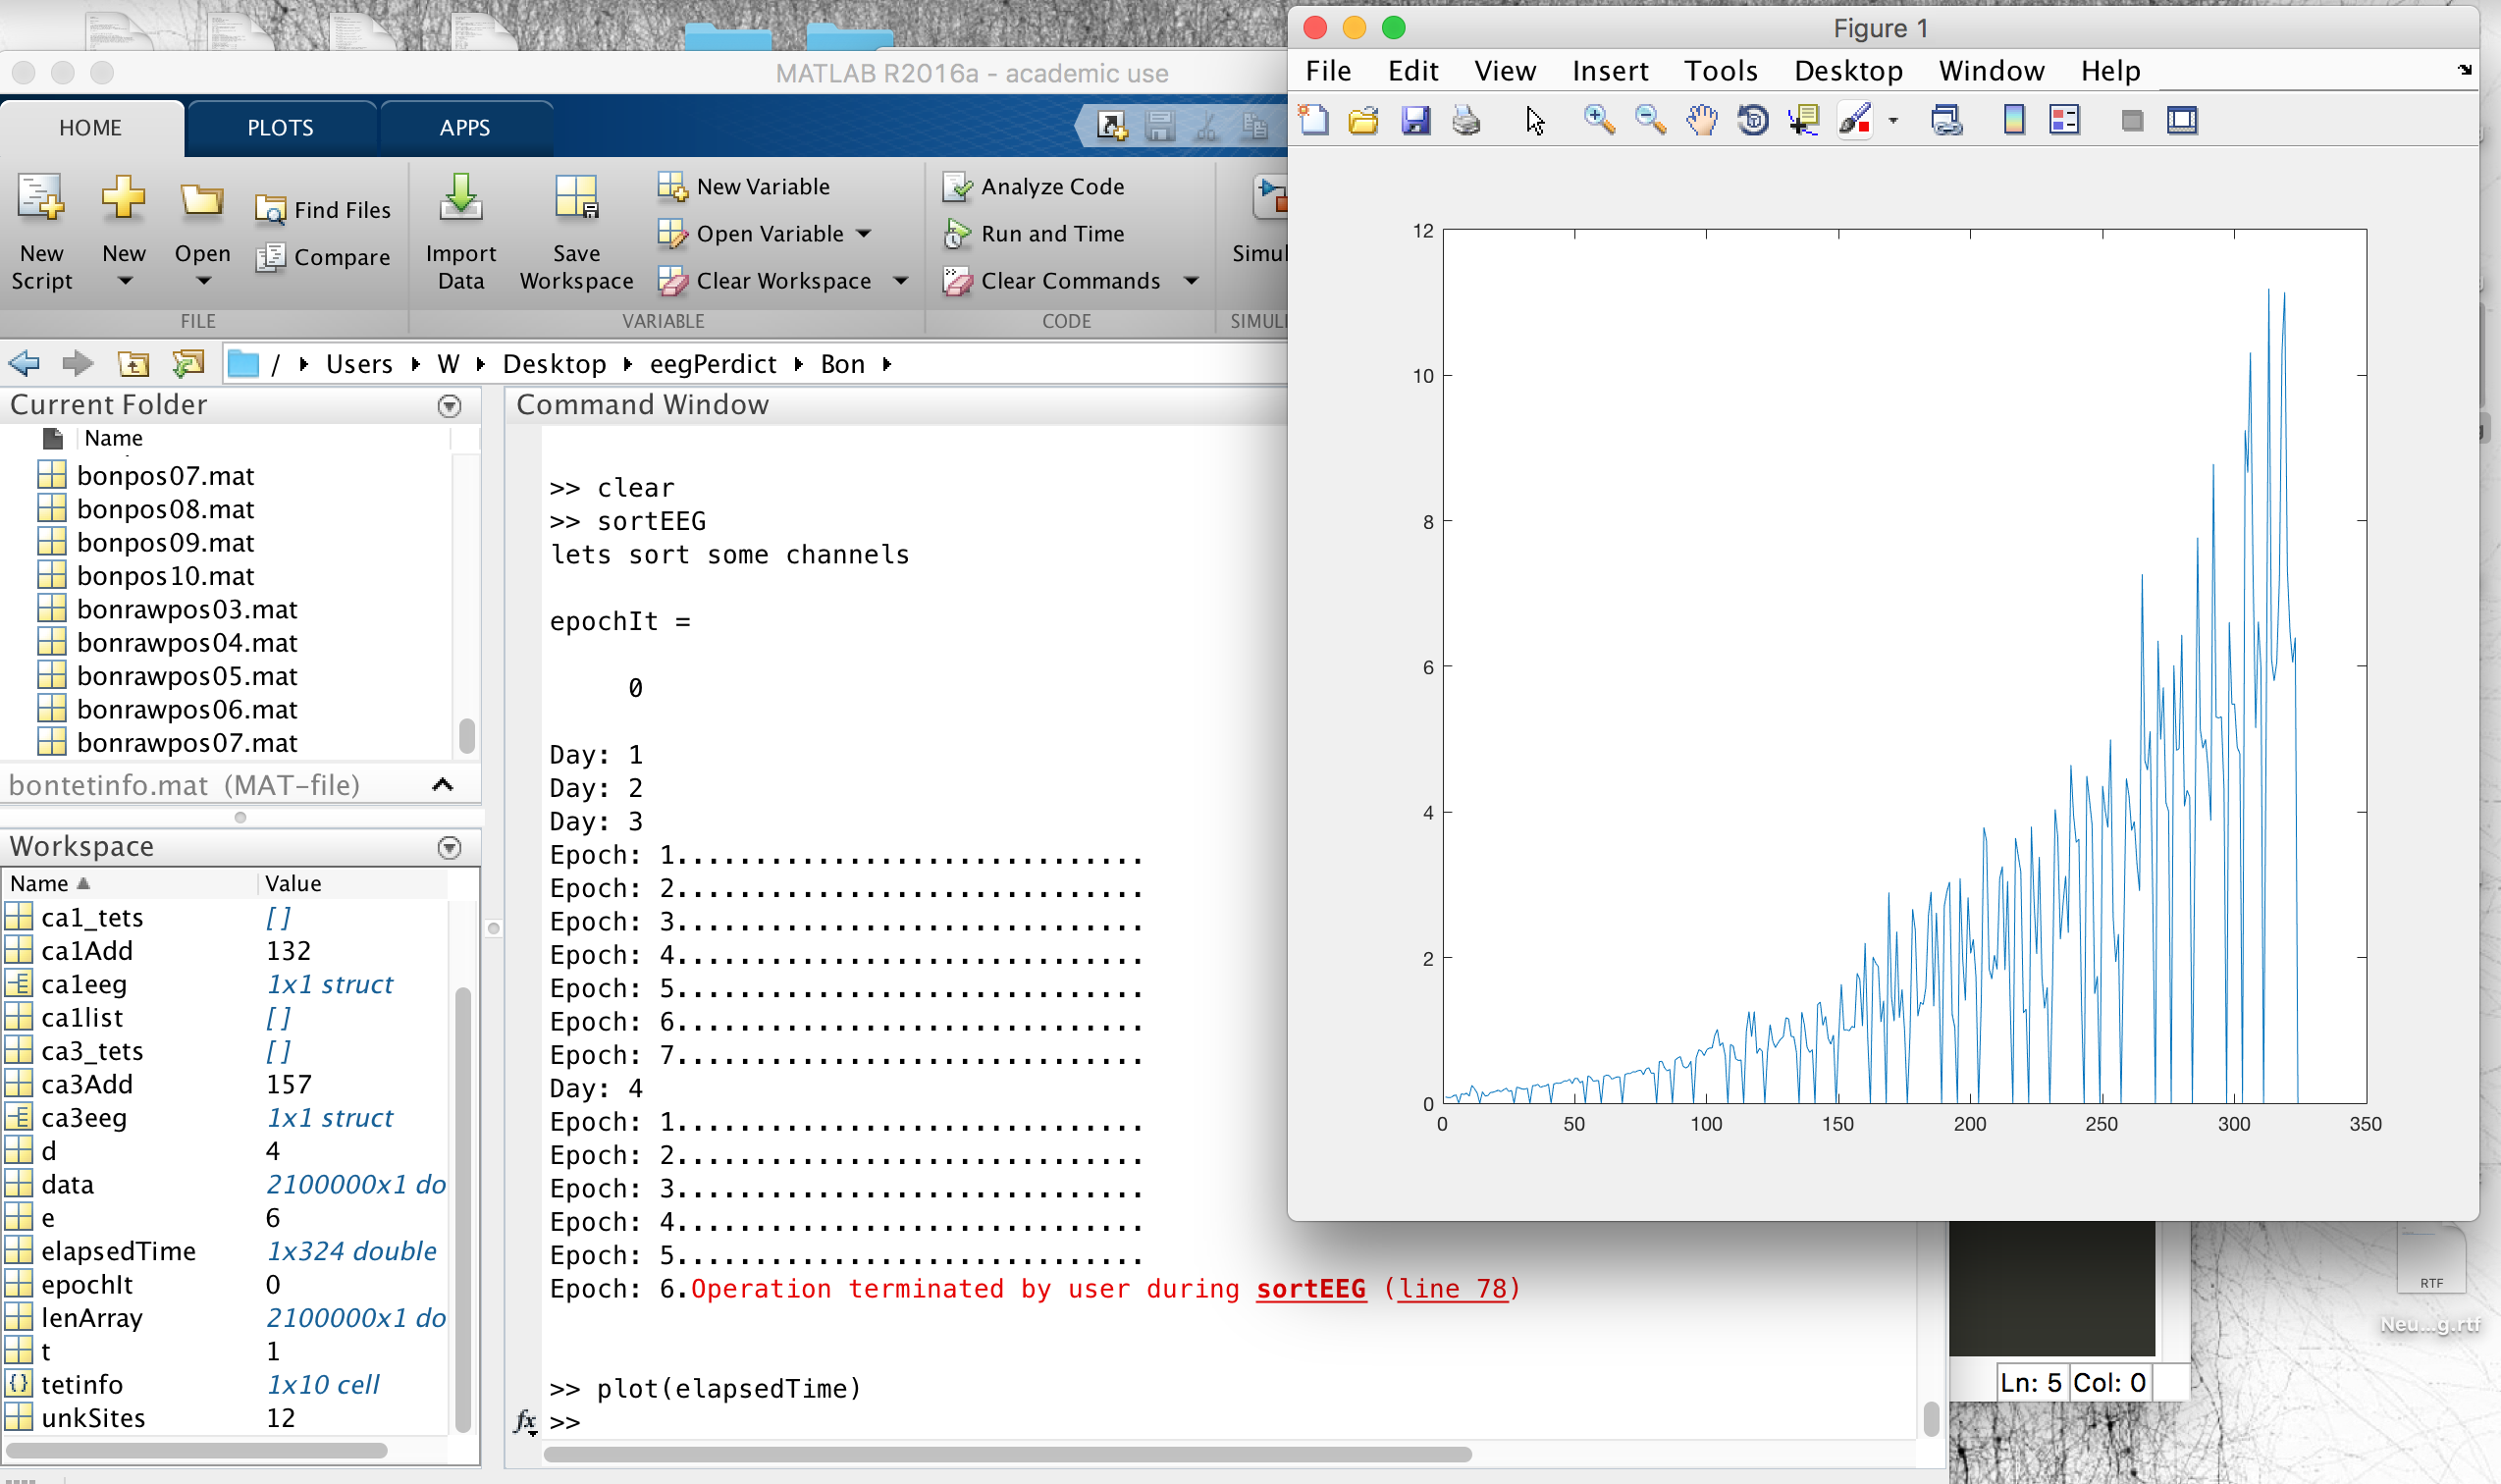 MATLAB R2016a - academic use
HOME PLOTS APPS
New Script
New
Open
Find Files
Compare
Import Data
Save Workspace
New Variable
Open Variable
Clear Workspace
Analyze Code
Run and Time
Clear Commands
FILE VARIABLE CODE
/ Users W Desktop eegPerdict Bon
Current Folder
Name
bonpos07.mat
bonpos08.mat
bonpos09.mat
bonpos10.mat
bonrawpos03.mat
bonrawpos04.mat
bonrawpos05.mat
bonrawpos06.mat
bonrawpos07.mat
bontetinfo.mat (MAT-file)
Workspace
Name Value
ca1_tets []
ca1Add 132
ca1eeg 1x1 struct
ca1list []
ca3_tets []
ca3Add 157
ca3eeg 1x1 struct
d 4
data 2100000x1 do
e 6
elapsedTime 1x324 double
epochIt 0
lenArray 2100000x1 do
t 1
tetinfo 1x10 cell
unkSites 12
Command Window
>> clear
>> sortEEG
lets sort some channels
epochIt =
0
Day: 1
Day: 2
Day: 3
Epoch: 1..............................
Epoch: 2..............................
Epoch: 3..............................
Epoch: 4..............................
Epoch: 5..............................
Epoch: 6..............................
Epoch: 7..............................
Day: 4
Epoch: 1..............................
Epoch: 2..............................
Epoch: 3..............................
Epoch: 4..............................
Epoch: 5..............................
Epoch: 6.Operation terminated by user during sortEEG (line 78)
>> plot(elapsedTime)
fx >>
Figure 1
File Edit View Insert Tools Desktop Window Help
12
10
8
6
4
2
0
0 50 100 150 200 250 300 350
RTF
Neu...g.rtf
Ln: 5 Col: 0